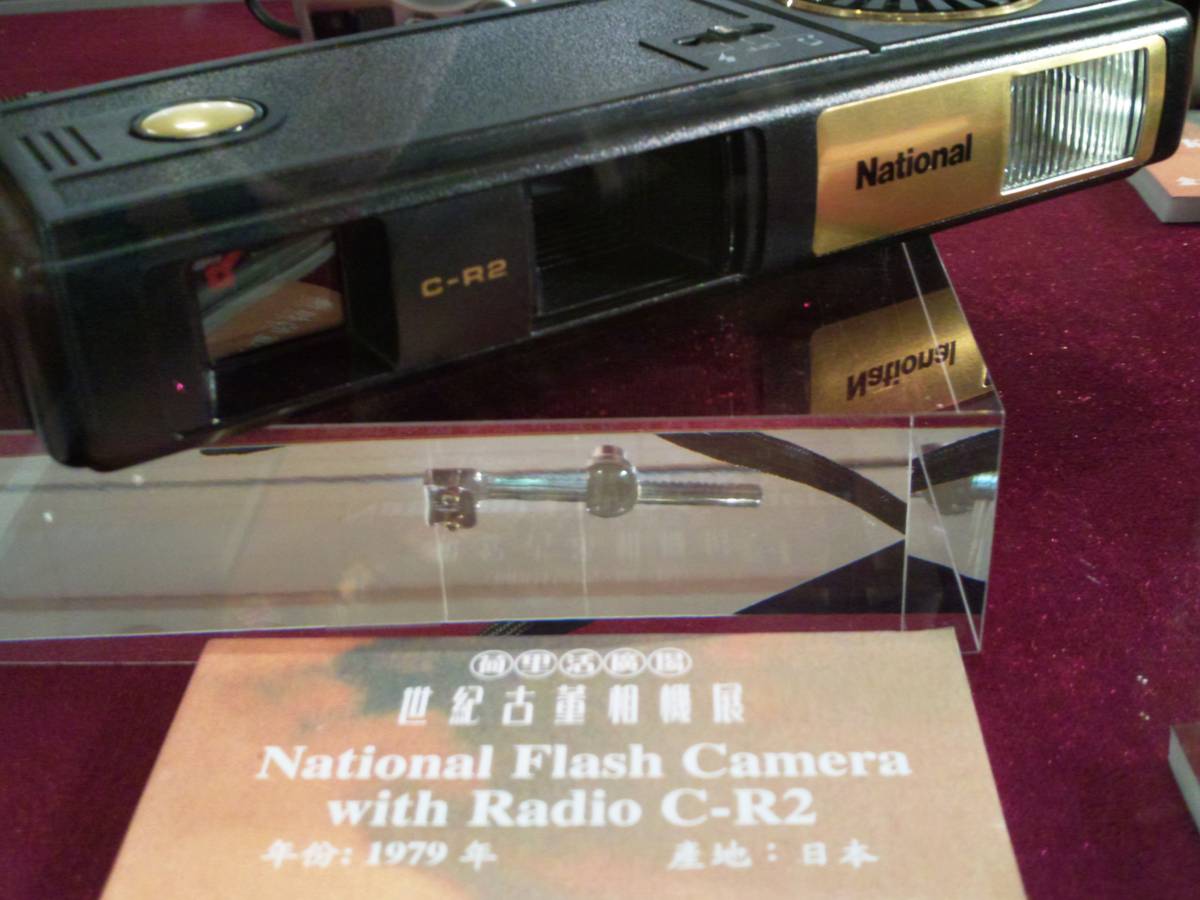 National
C-R2
National
荷里活廣場
世紀古董相機展
National Flash Camera
with Radio C-R2
年份: 1979 年
產地：日本